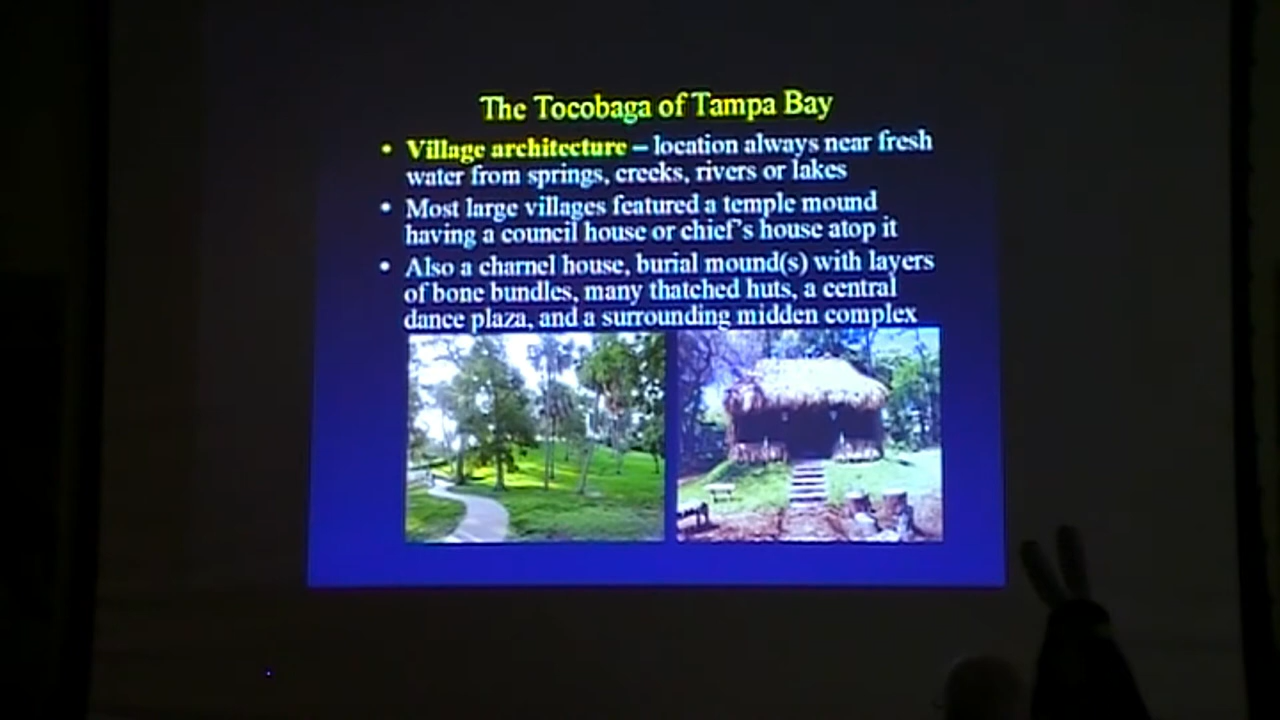 The Tocobaga of Tampa Bay
• Village architecture – location always near fresh
water from springs, creeks, rivers or lakes
• Most large villages featured a temple mound
having a council house or chief's house atop it
• Also a charnel house, burial mound(s) with layers
of bone bundles, many thatched huts, a central
dance plaza, and a surrounding midden complex